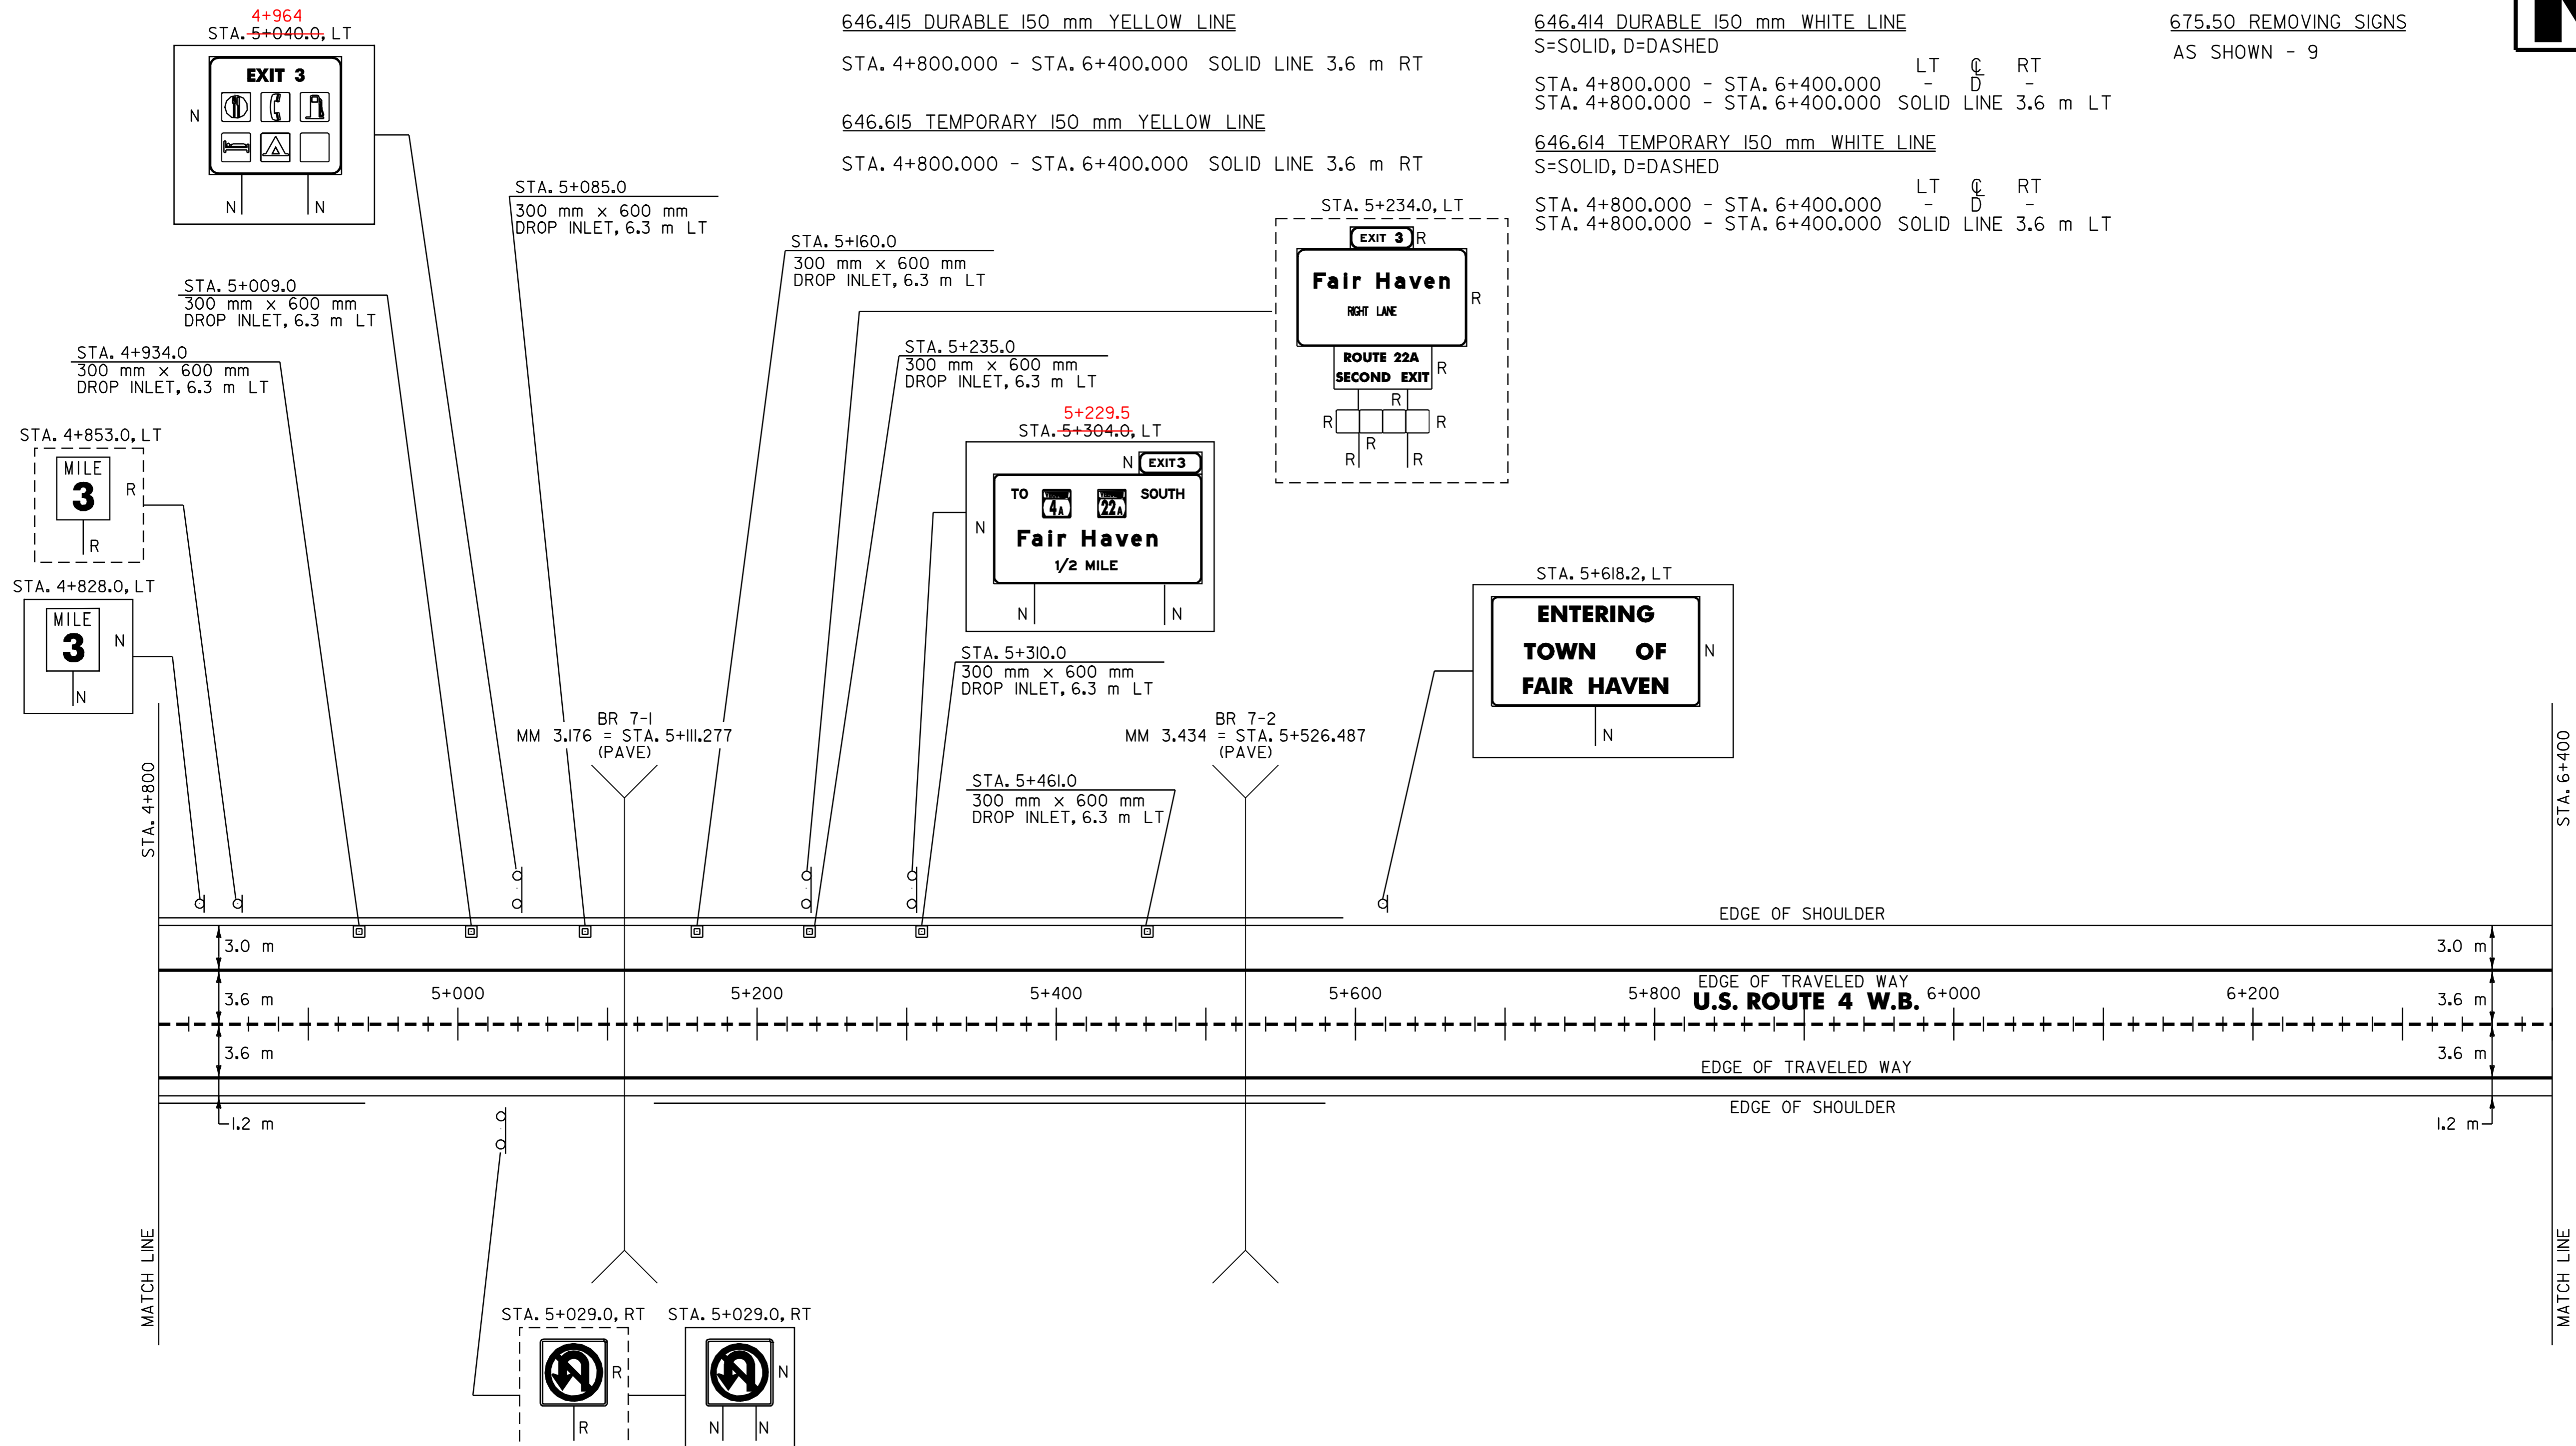 4+964
STA. 5+040.0, LT
EXIT 3
N
N
N
646.415 DURABLE 150 mm YELLOW LINE
STA. 4+800.000 - STA. 6+400.000 SOLID LINE 3.6 m RT
646.615 TEMPORARY 150 mm YELLOW LINE
STA. 4+800.000 - STA. 6+400.000 SOLID LINE 3.6 m RT
646.414 DURABLE 150 mm WHITE LINE
S=SOLID, D=DASHED
LT ℄ RT
STA. 4+800.000 - STA. 6+400.000 - D -
STA. 4+800.000 - STA. 6+400.000 SOLID LINE 3.6 m LT
646.614 TEMPORARY 150 mm WHITE LINE
S=SOLID, D=DASHED
LT ℄ RT
STA. 4+800.000 - STA. 6+400.000 - D -
STA. 4+800.000 - STA. 6+400.000 SOLID LINE 3.6 m LT
675.50 REMOVING SIGNS
AS SHOWN - 9
STA. 5+085.0
300 mm x 600 mm
DROP INLET, 6.3 m LT
STA. 5+160.0
300 mm x 600 mm
DROP INLET, 6.3 m LT
STA. 5+234.0, LT
EXIT 3 R
Fair Haven
RIGHT LANE
R
ROUTE 22A
SECOND EXIT
R
R
R
R
R
R
R
STA. 5+009.0
300 mm x 600 mm
DROP INLET, 6.3 m LT
STA. 4+934.0
300 mm x 600 mm
DROP INLET, 6.3 m LT
STA. 5+235.0
300 mm x 600 mm
DROP INLET, 6.3 m LT
5+229.5
STA. 5+304.0, LT
N EXIT 3
TO 4A 22A SOUTH
N
Fair Haven
1/2 MILE
N
N
STA. 4+853.0, LT
MILE
3
R
R
STA. 4+828.0, LT
MILE
3
N
N
STA. 5+310.0
300 mm x 600 mm
DROP INLET, 6.3 m LT
STA. 5+618.2, LT
ENTERING
TOWN OF
FAIR HAVEN
N
N
BR 7-1
MM 3.176 = STA. 5+111.277
(PAVE)
BR 7-2
MM 3.434 = STA. 5+526.487
(PAVE)
STA. 5+461.0
300 mm x 600 mm
DROP INLET, 6.3 m LT
STA. 4+800
STA. 6+400
EDGE OF SHOULDER
3.0 m
3.0 m
EDGE OF TRAVELED WAY
3.6 m
5+000
5+200
5+400
5+600
5+800
U.S. ROUTE 4 W.B.
6+000
6+200
3.6 m
3.6 m
3.6 m
EDGE OF TRAVELED WAY
1.2 m
EDGE OF SHOULDER
1.2 m
MATCH LINE
MATCH LINE
STA. 5+029.0, RT
R
R
STA. 5+029.0, RT
N
N
N